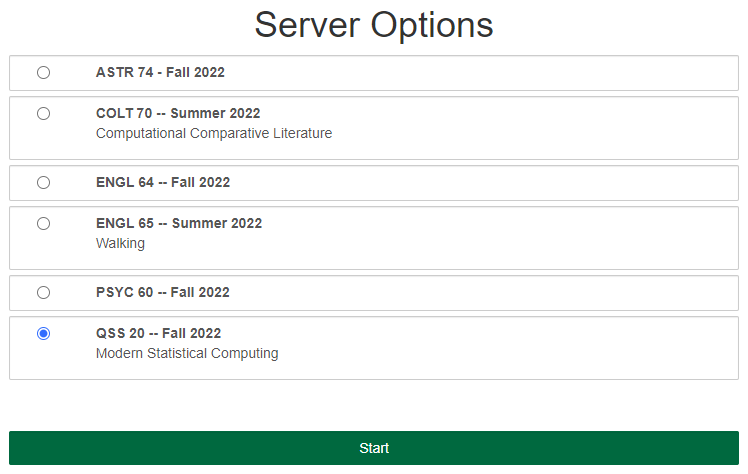 Server Options
ASTR 74 - Fall 2022
COLT 70 -- Summer 2022
Computational Comparative Literature
ENGL 64 -- Fall 2022
ENGL 65 -- Summer 2022
Walking
PSYC 60 -- Fall 2022
QSS 20 -- Fall 2022
Modern Statistical Computing
Start